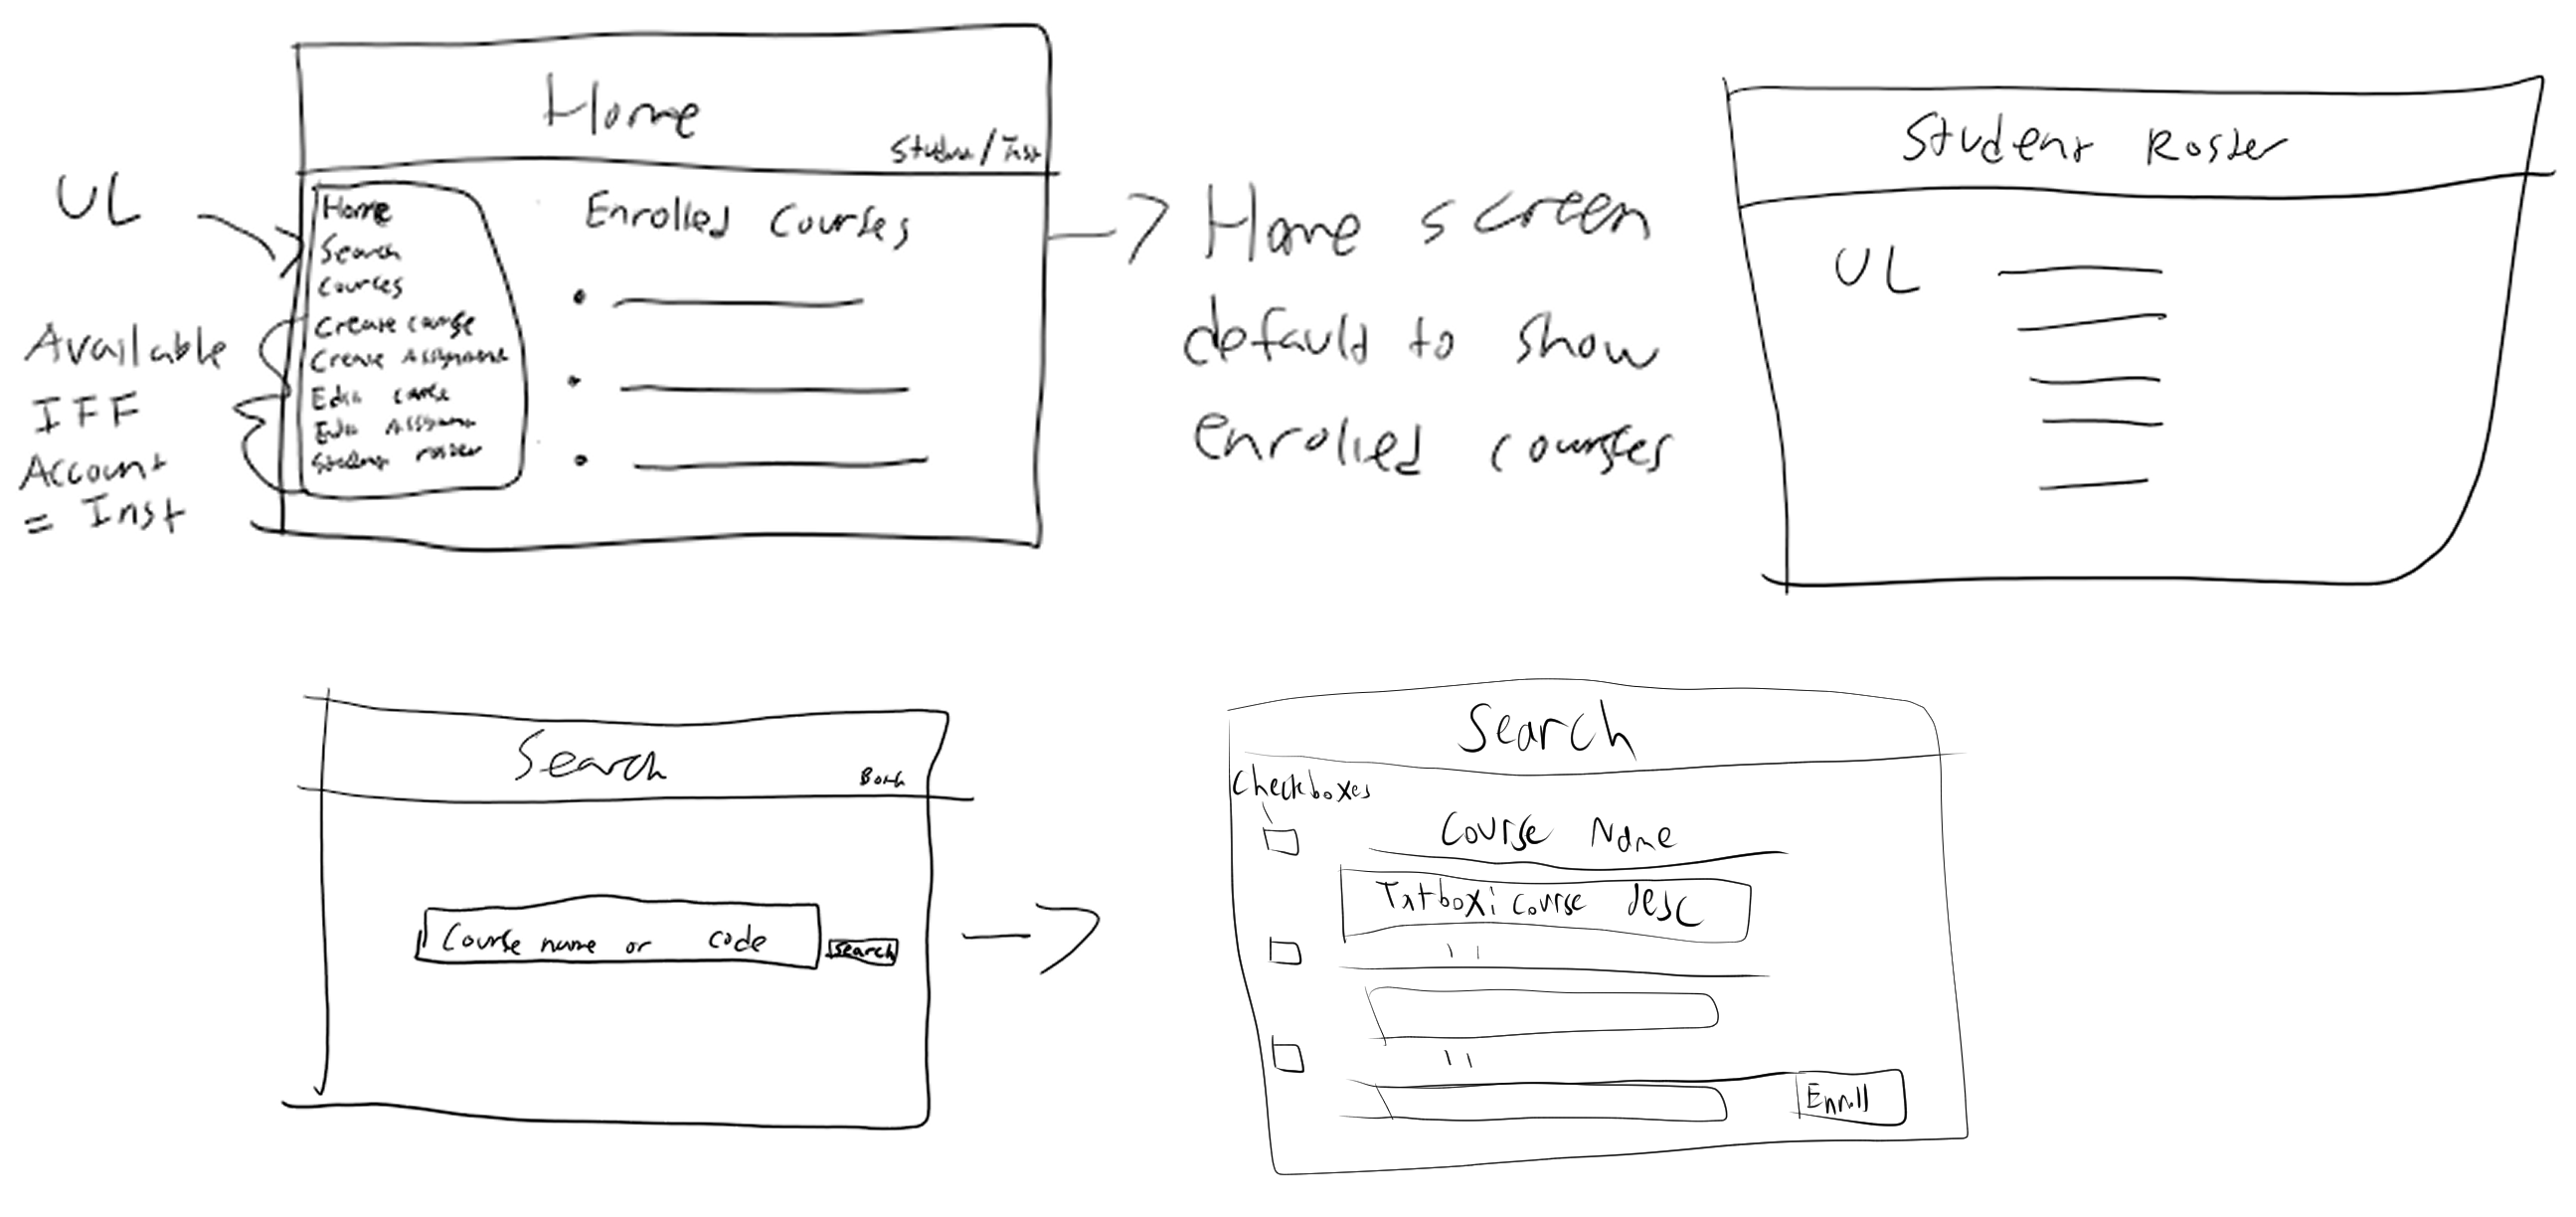 Home
Student/Inst
UL
Home
Search
Courses
Create course
Create Assignment
Edit course
Edit Assignment
Student roster
Available
IFF
Account
= Inst
Enrolled Courses
Home screen
default to show
enrolled courses
Student Roster
UL
Search
Both
Course name or code
Search
Search
Checkboxes
Course Name
Txtbox: course desc
" "
" "
Enroll